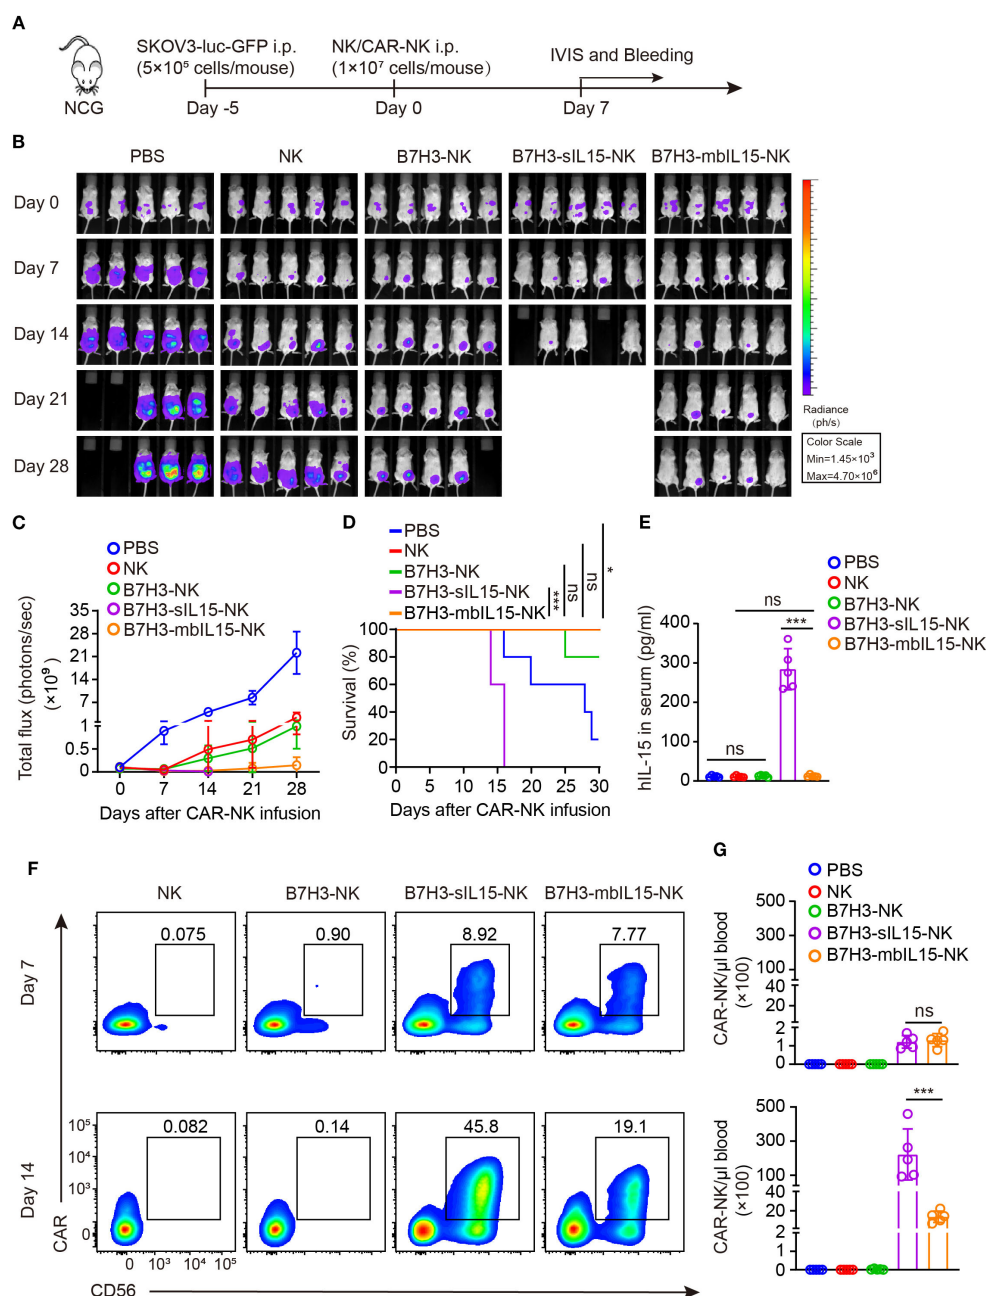 A
SKOV3-luc-GFP i.p.
(5×10⁵ cells/mouse)
NK/CAR-NK i.p.
(1×10⁷ cells/mouse)
IVIS and Bleeding
NCG
Day -5
Day 0
Day 7
B
PBS
NK
B7H3-NK
B7H3-sIL15-NK
B7H3-mbIL15-NK
Day 0
Day 7
Day 14
Day 21
Day 28
Radiance
(ph/s)
Color Scale
Min=1.45×10³
Max=4.70×10⁶
C
PBS
NK
B7H3-NK
B7H3-sIL15-NK
B7H3-mbIL15-NK
Total flux (photons/sec)
(×10⁹)
35
28
21
14
7
1
0.5
0
0 7 14 21 28
Days after CAR-NK infusion
D
PBS
NK
B7H3-NK
B7H3-sIL15-NK
B7H3-mbIL15-NK
***
ns
ns
*
Survival (%)
100
80
60
40
20
0 5 10 15 20 25 30
Days after CAR-NK infusion
E
PBS
NK
B7H3-NK
B7H3-sIL15-NK
B7H3-mbIL15-NK
hIL-15 in serum (pg/ml)
400
300
200
100
0
ns
***
ns
F
NK
B7H3-NK
B7H3-sIL15-NK
B7H3-mbIL15-NK
Day 7
0.075
0.90
8.92
7.77
Day 14
0.082
0.14
45.8
19.1
10⁵
10⁴
10³
0
0 10³ 10⁴ 10⁵
CAR
CD56
G
PBS
NK
B7H3-NK
B7H3-sIL15-NK
B7H3-mbIL15-NK
CAR-NK/μl blood
(×100)
500
300
100
40
20
2
1
0
ns
CAR-NK/μl blood
(×100)
500
300
100
40
20
2
1
0
***